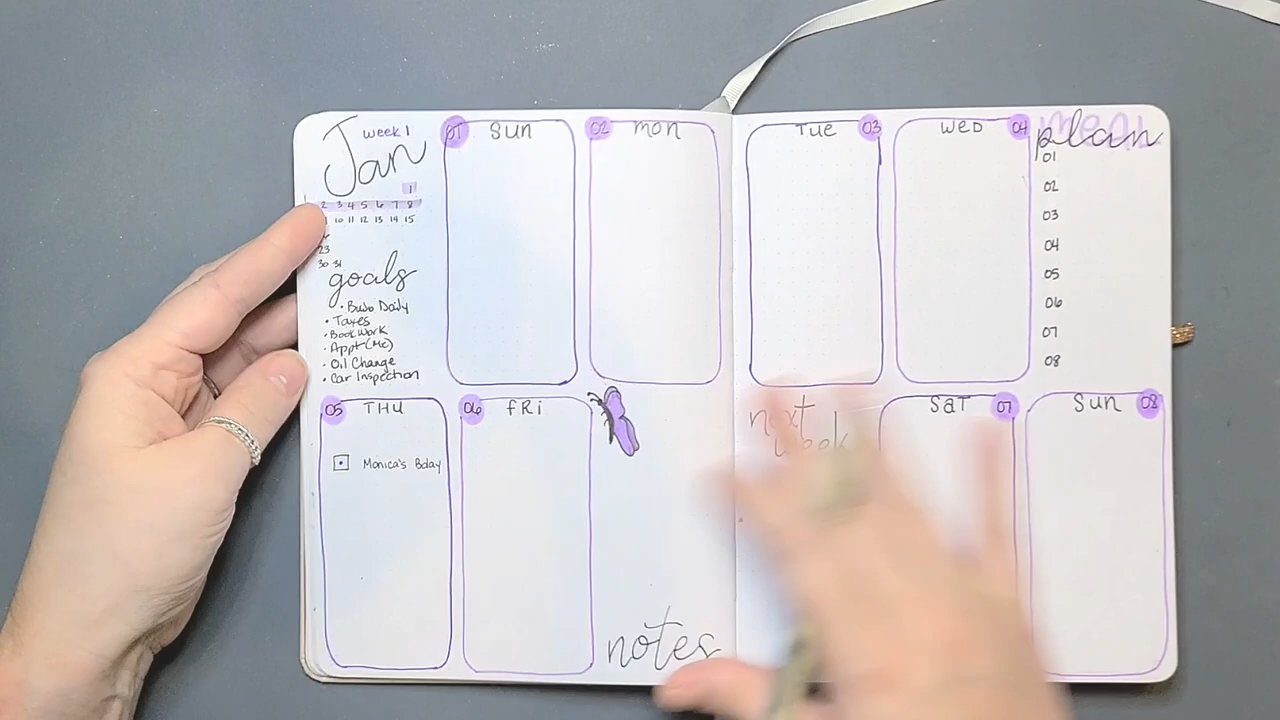 Jan
week 1
1
2 3 4 5 6 7 8
10 11 12 13 14 15
23
30 31
goals
• BuJo Daily
• Taxes
• Book Work
• Appt (Mc)
• Oil Change
• Car Inspection
01 Sun
02 mon
Tue 03
Wed 04
menu
plan
01
02
03
04
05
06
07
08
05 THU
Monica's Bday
06 fRi
notes
next
week
Sat 07
Sun 08